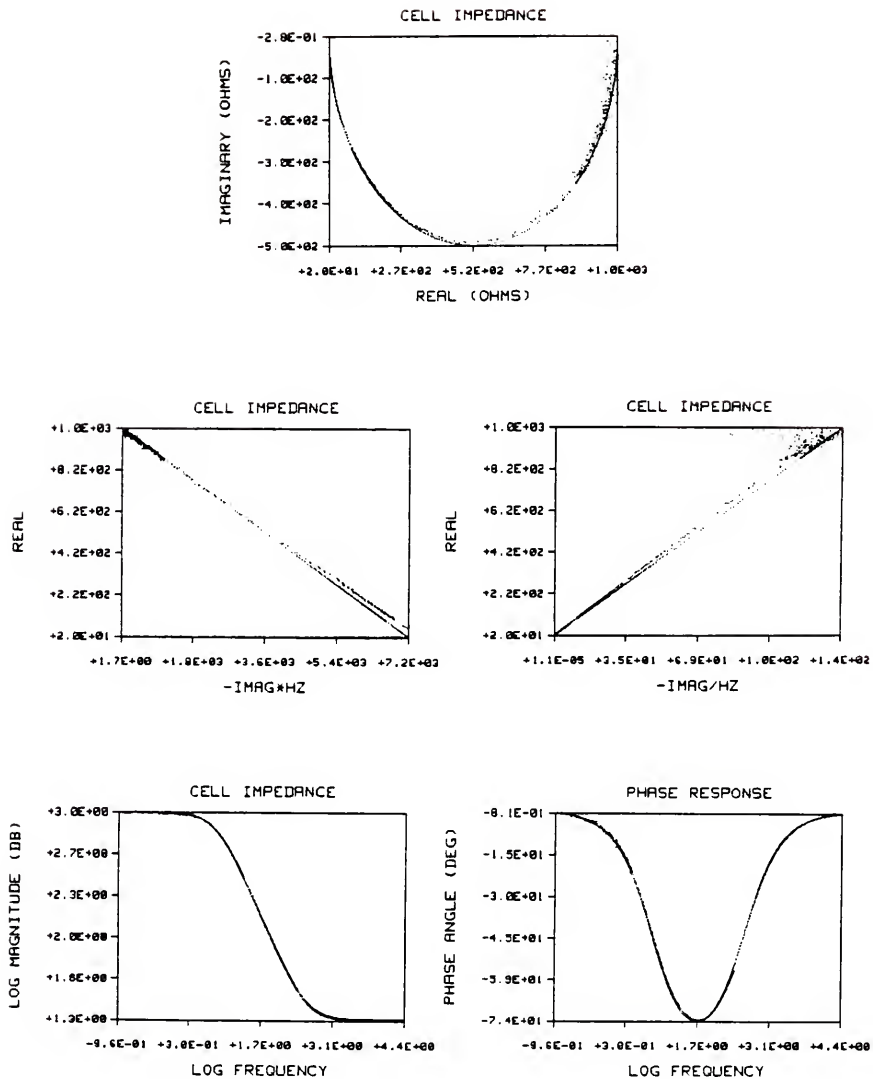 CELL IMPEDANCE
IMAGINARY (OHMS)
-2.8E-01
-1.0E+02
-2.0E+02
-3.0E+02
-4.0E+02
-5.0E+02
+2.0E+01 +2.7E+02 +5.2E+02 +7.7E+02 +1.0E+03
REAL (OHMS)
CELL IMPEDANCE
REAL
+1.0E+03
+8.2E+02
+6.2E+02
+4.2E+02
+2.2E+02
+2.0E+01
+1.7E+00 +1.8E+03 +3.6E+03 +5.4E+03 +7.2E+03
-IMAG*HZ
CELL IMPEDANCE
REAL
+1.0E+03
+8.2E+02
+6.2E+02
+4.2E+02
+2.2E+02
+2.0E+01
+1.1E-05 +3.5E+01 +6.9E+01 +1.0E+02 +1.4E+02
-IMAG/HZ
CELL IMPEDANCE
LOG MAGNITUDE (DB)
+3.0E+00
+2.7E+00
+2.3E+00
+2.0E+00
+1.6E+00
+1.3E+00
-9.6E-01 +3.0E-01 +1.7E+00 +3.1E+00 +4.4E+00
LOG FREQUENCY
PHASE RESPONSE
PHASE ANGLE (DEG)
-8.1E-01
-1.5E+01
-3.0E+01
-4.5E+01
-5.9E+01
-7.4E+01
-9.6E-01 +3.0E-01 +1.7E+00 +3.1E+00 +4.4E+00
LOG FREQUENCY